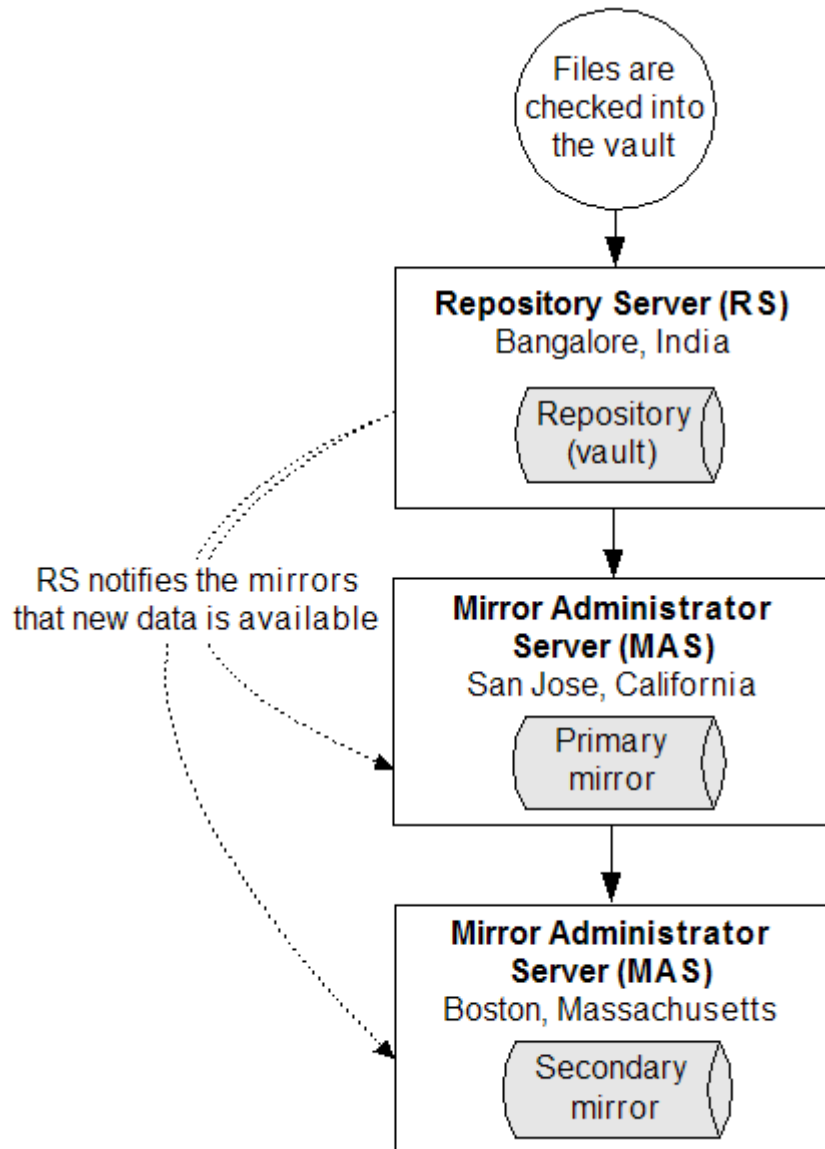 Files are
checked into
the vault
Repository Server (RS)
Bangalore, India
Repository
(vault)
RS notifies the mirrors
that new data is available
Mirror Administrator
Server (MAS)
San Jose, California
Primary
mirror
Mirror Administrator
Server (MAS)
Boston, Massachusetts
Secondary
mirror